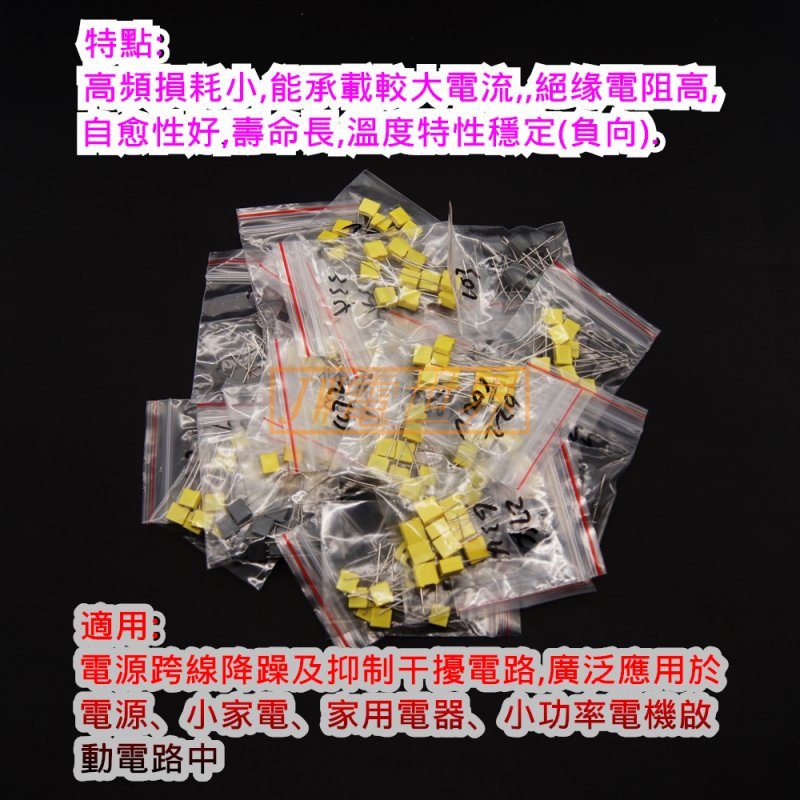 特點:
高頻損耗小,能承載較大電流,,絕缘電阻高,
自愈性好,壽命長,溫度特性穩定(負向).
103
適用:
電源跨線降躁及抑制干擾電路,廣泛應用於
電源、小家電、家用電器、小功率電機啟
動電路中